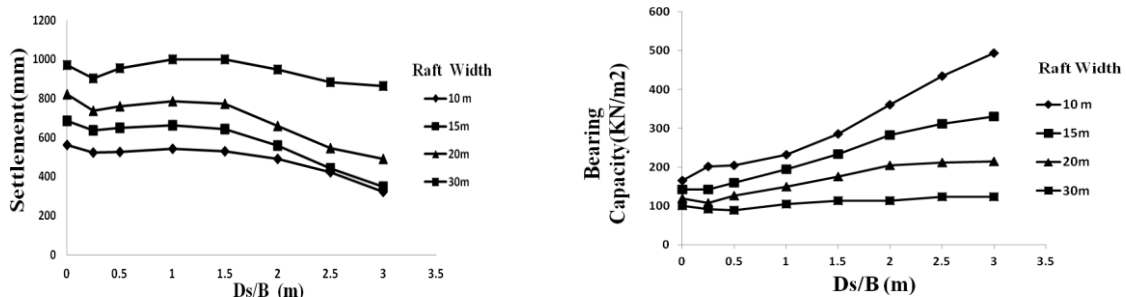 Settlement(mm)
1200
1000
800
600
400
200
0
0 0.5 1 1.5 2 2.5 3 3.5
Ds/B (m)
Raft Width
10 m
15m
20m
30m
Bearing
Capacity(KN/m2)
600
500
400
300
200
100
0
0 0.5 1 1.5 2 2.5 3 3.5
Ds/B (m)
Raft Width
10 m
15m
20m
30m